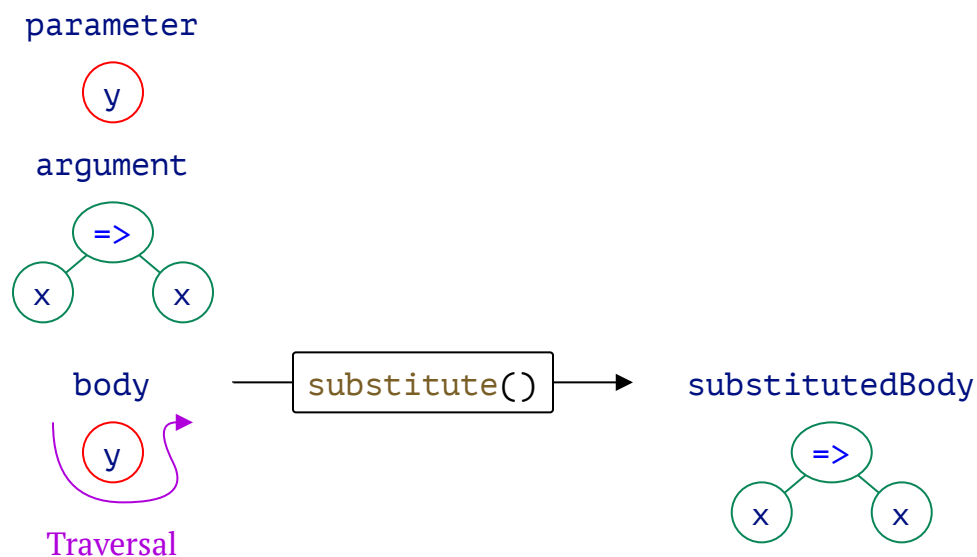 parameter
y
argument
=>
x x
body substitute() substitutedBody
y =>
x x
Traversal